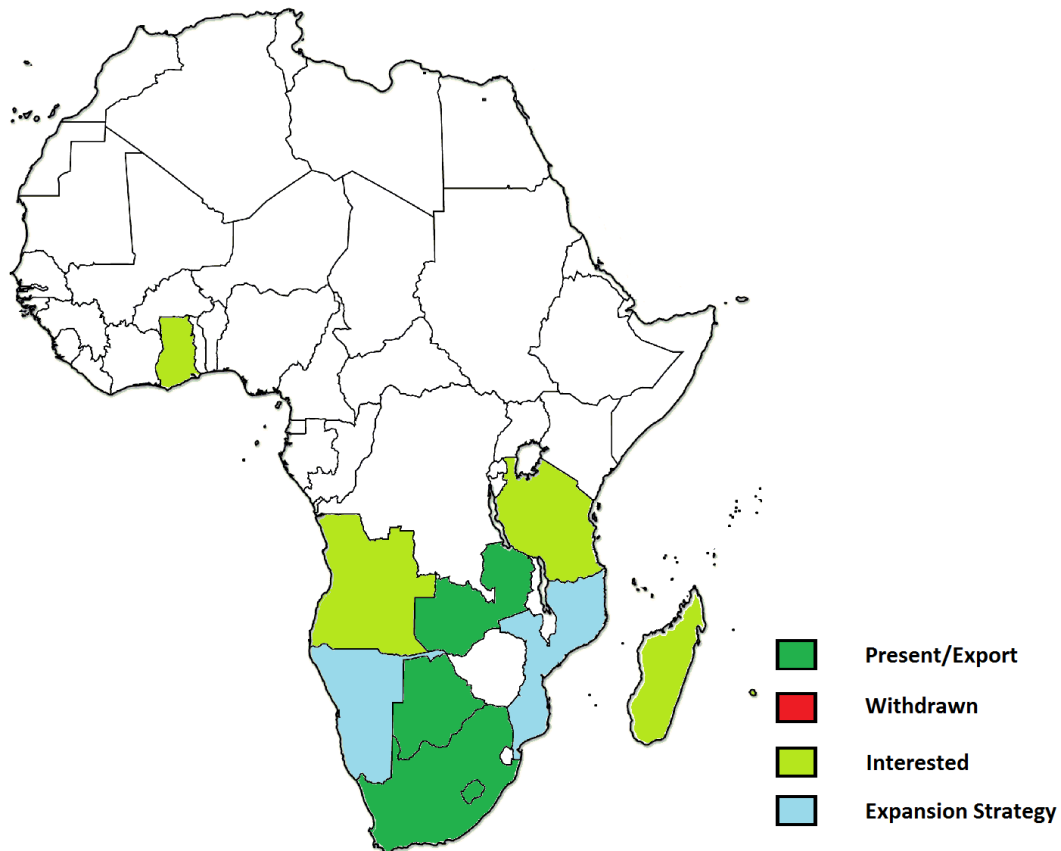 Present/Export
Withdrawn
Interested
Expansion Strategy